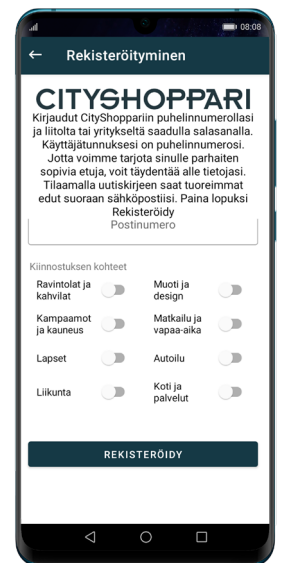 08:08
Rekisteröityminen
CITYSHOPPARI
Kirjaudut CityShoppariin puhelinnumerollasi
ja liitolta tai yritykseltä saadulla salasanalla.
Käyttäjätunnuksesi on puhelinnumerosi.
Jotta voimme tarjota sinulle parhaiten
sopivia etuja, voit täydentää alle tietojasi.
Tilaamalla uutiskirjeen saat tuoreimmat
edut suoraan sähköpostiisi. Paina lopuksi
Rekisteröidy
Postinumero
Kiinnostuksen kohteet
Ravintolat ja
kahvilat
Muoti ja
design
Kampaamot
ja kauneus
Matkailu ja
vapaa-aika
Lapset
Autoilu
Liikunta
Koti ja
palvelut
REKISTERÖIDY